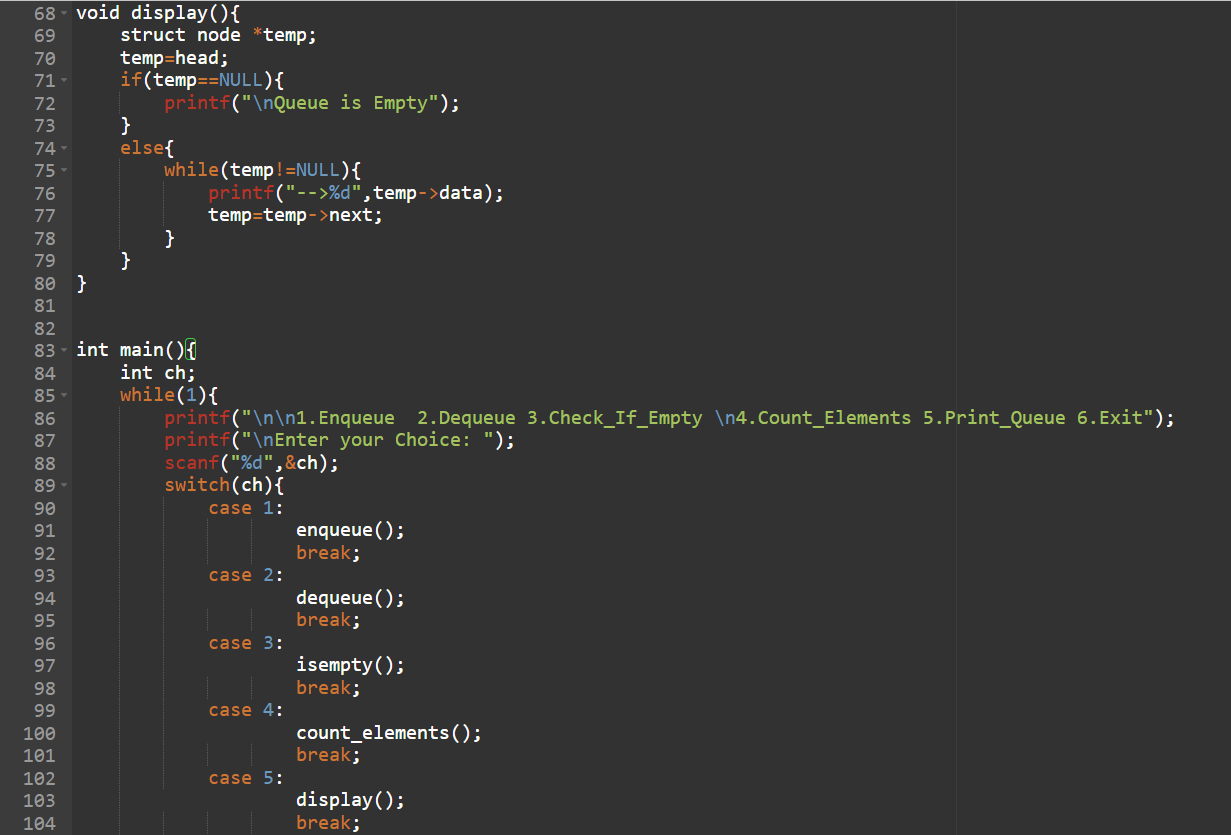 68 void display(){
69     struct node *temp;
70     temp=head;
71     if(temp==NULL){
72         printf("\nQueue is Empty");
73     }
74     else{
75         while(temp!=NULL){
76             printf("-->%d",temp->data);
77             temp=temp->next;
78         }
79     }
80 }
81
82
83 int main(){
84     int ch;
85     while(1){
86         printf("\n\n1.Enqueue  2.Dequeue 3.Check_If_Empty \n4.Count_Elements 5.Print_Queue 6.Exit");
87         printf("\nEnter your Choice: ");
88         scanf("%d",&ch);
89         switch(ch){
90             case 1:
91                     enqueue();
92                     break;
93             case 2:
94                     dequeue();
95                     break;
96             case 3:
97                     isempty();
98                     break;
99             case 4:
100                     count_elements();
101                     break;
102             case 5:
103                     display();
104                     break;